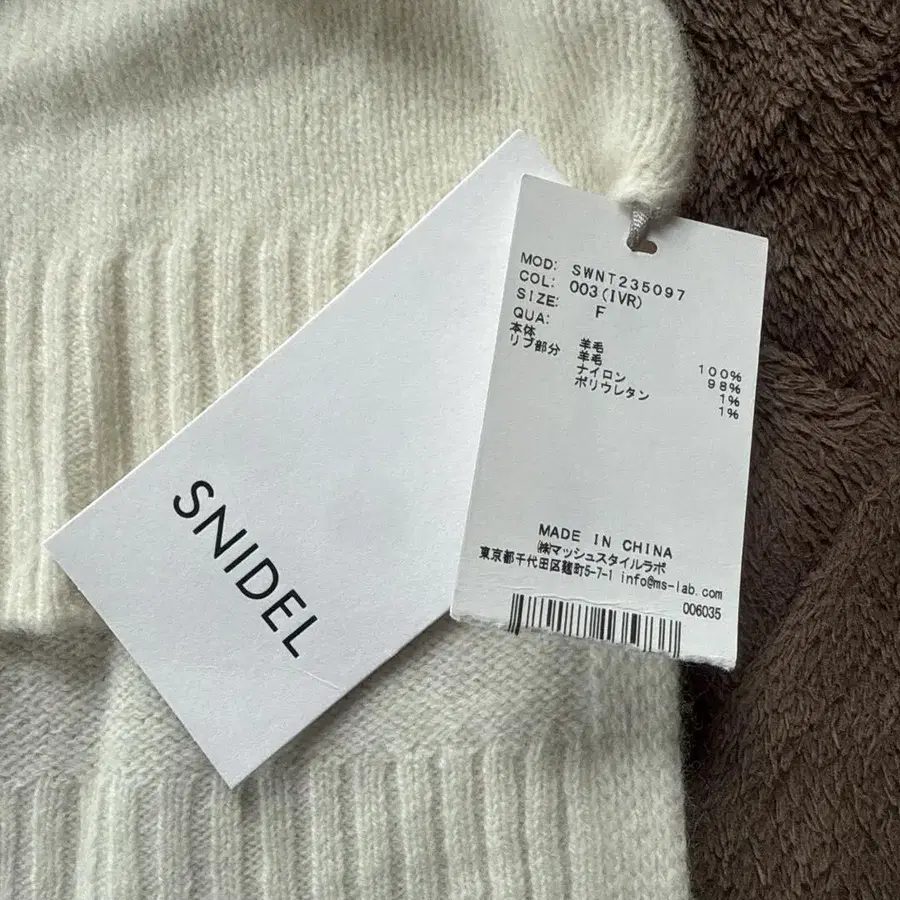 SNIDEL
MOD: SWNT235097
COL: 003(IVR)
SIZE: F
QUA:
本体 羊毛 100%
リブ部分 羊毛 98%
ナイロン 1%
ポリウレタン 1%
MADE IN CHINA
㈱マッシュスタイルラボ
東京都千代田区麹町5-7-1 info@ms-lab.com
006035